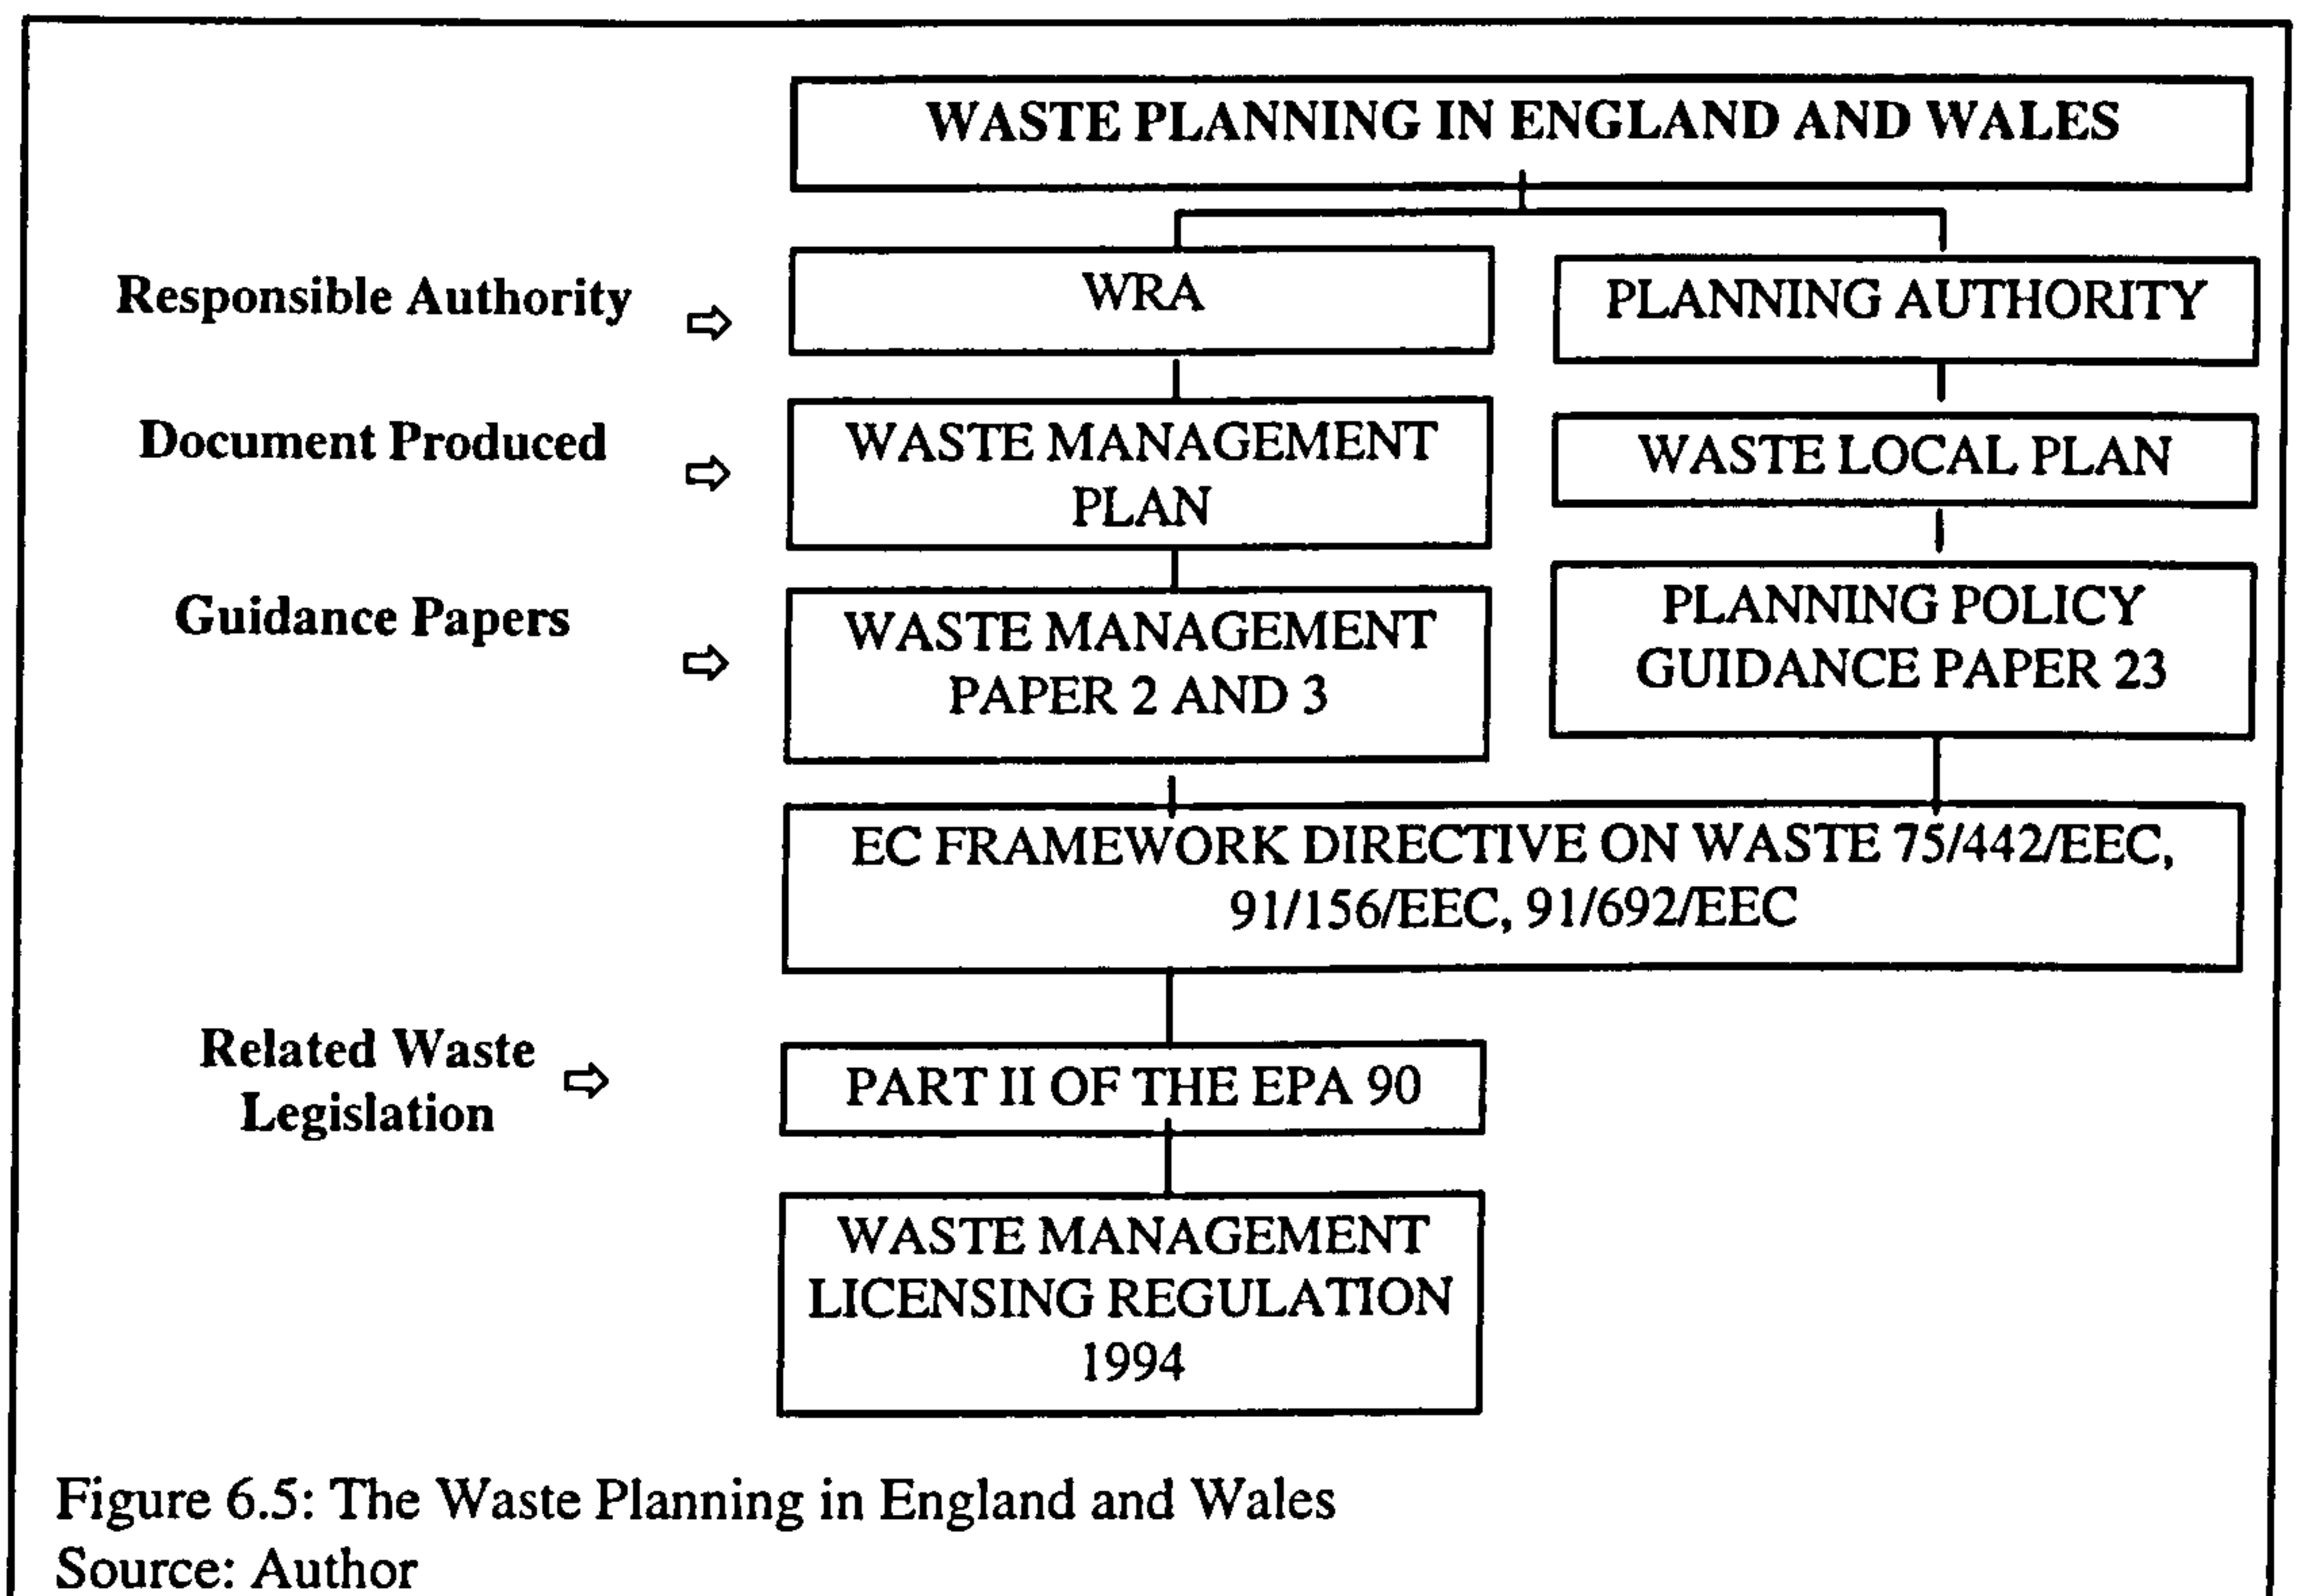 WASTE PLANNING IN ENGLAND AND WALES
Responsible Authority
WRA
PLANNING AUTHORITY
Document Produced
WASTE MANAGEMENT
PLAN
WASTE LOCAL PLAN
Guidance Papers
WASTE MANAGEMENT
PAPER 2 AND 3
PLANNING POLICY
GUIDANCE PAPER 23
EC FRAMEWORK DIRECTIVE ON WASTE 75/442/EEC,
91/156/EEC, 91/692/EEC
Related Waste
Legislation
PART II OF THE EPA 90
WASTE MANAGEMENT
LICENSING REGULATION
1994
Figure 6.5: The Waste Planning in England and Wales
Source: Author